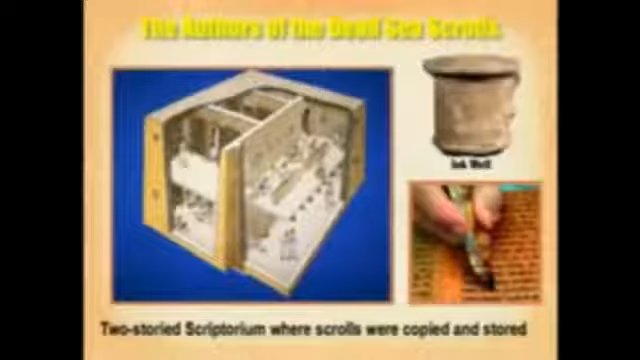 The Authors of the Dead Sea Scrolls
Ink Well
Two-storied Scriptorium where scrolls were copied and stored